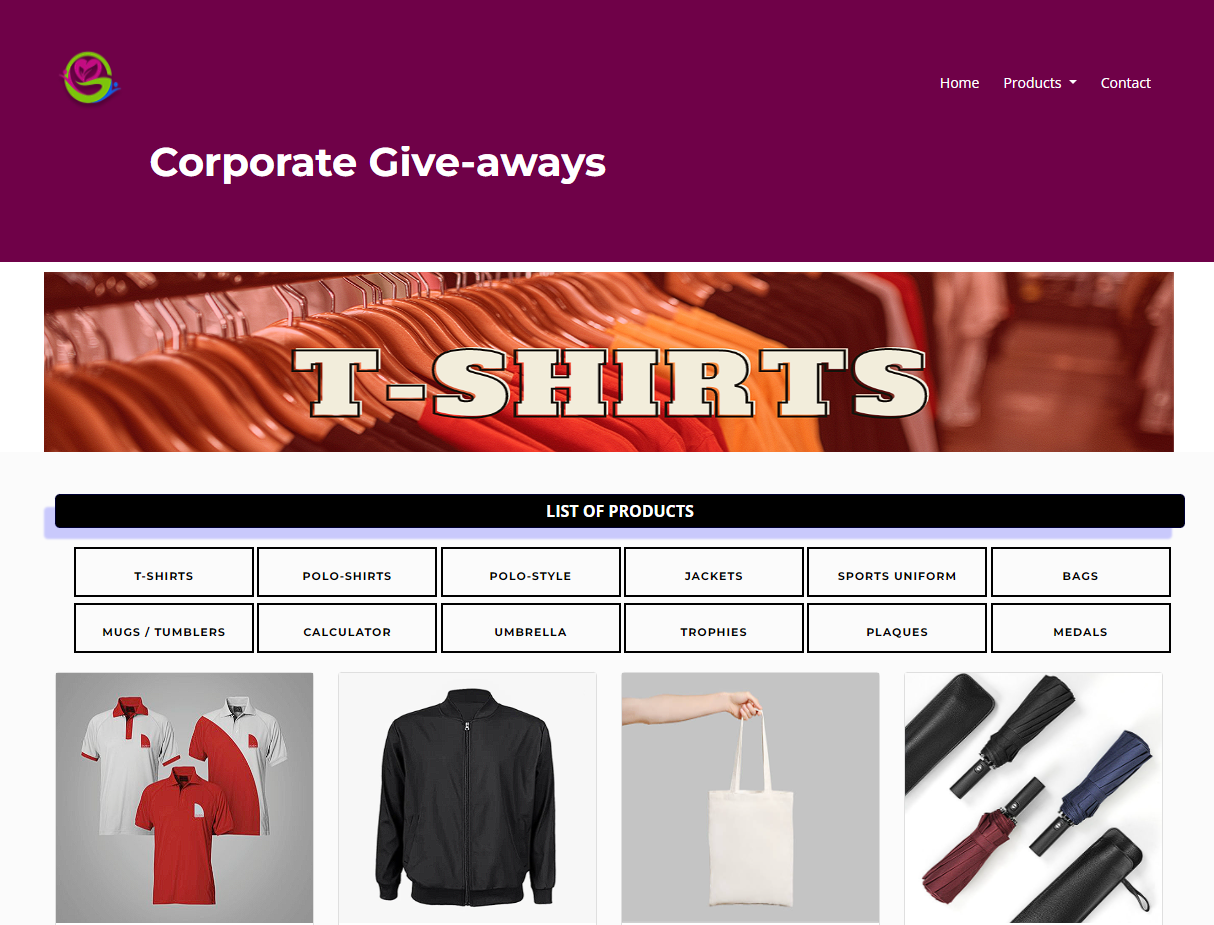 Home Products Contact
Corporate Give-aways
T-SHIRTS
LIST OF PRODUCTS
T-SHIRTS POLO-SHIRTS POLO-STYLE JACKETS SPORTS UNIFORM BAGS
MUGS / TUMBLERS CALCULATOR UMBRELLA TROPHIES PLAQUES MEDALS